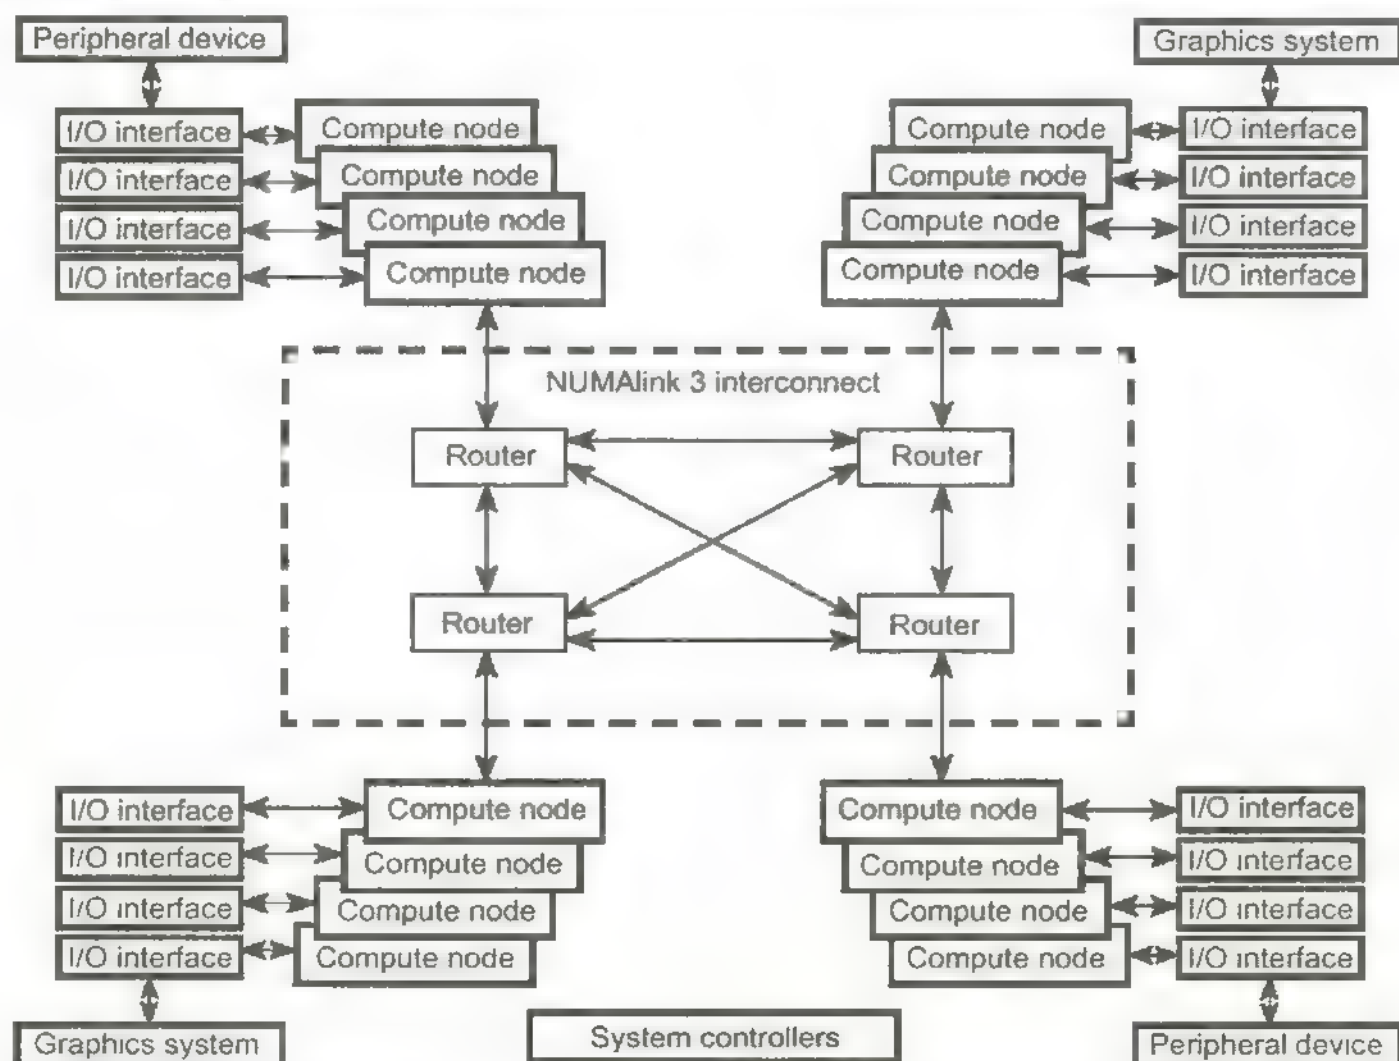 Peripheral device
Graphics system
I/O interface
Compute node
Compute node
I/O interface
I/O interface
Compute node
Compute node
I/O interface
I/O interface
Compute node
Compute node
I/O interface
I/O interface
Compute node
Compute node
I/O interface
NUMAlink 3 interconnect
Router
Router
Router
Router
I/O interface
Compute node
Compute node
I/O interface
I/O interface
Compute node
Compute node
I/O interface
I/O interface
Compute node
Compute node
I/O interface
I/O interface
Compute node
Compute node
I/O interface
Graphics system
System controllers
Peripheral device